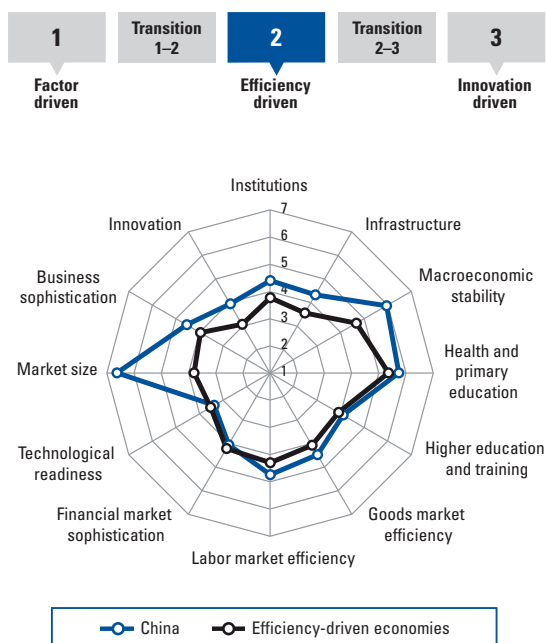 1
Transition
1–2
2
Transition
2–3
3
Factor
driven
Efficiency
driven
Innovation
driven
Institutions
7
6
5
4
3
2
1
Infrastructure
Macroeconomic
stability
Health and
primary
education
Higher education
and training
Goods market
efficiency
Labor market efficiency
Financial market
sophistication
Technological
readiness
Market size
Business
sophistication
Innovation
China
Efficiency-driven economies